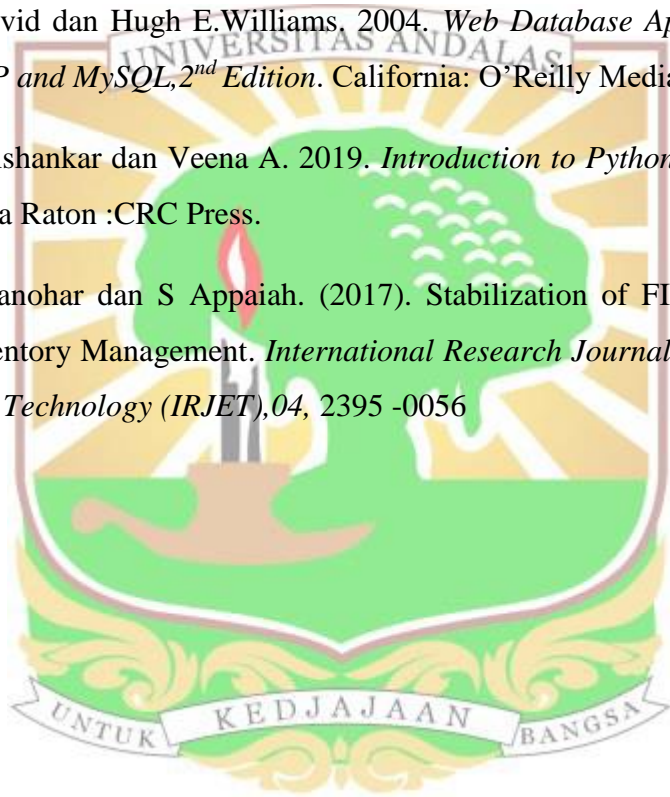 vid dan Hugh E.Williams. 2004. Web Database Ap
UNIVERSITAS ANDALAS
P and MySQL,2nd Edition. California: O’Reilly Media
ishankar dan Veena A. 2019. Introduction to Python
a Raton :CRC Press.
anohar dan S Appaiah. (2017). Stabilization of FI
entory Management. International Research Journal
Technology (IRJET),04, 2395 -0056
UNTUK KEDJAJAAN BANGSA